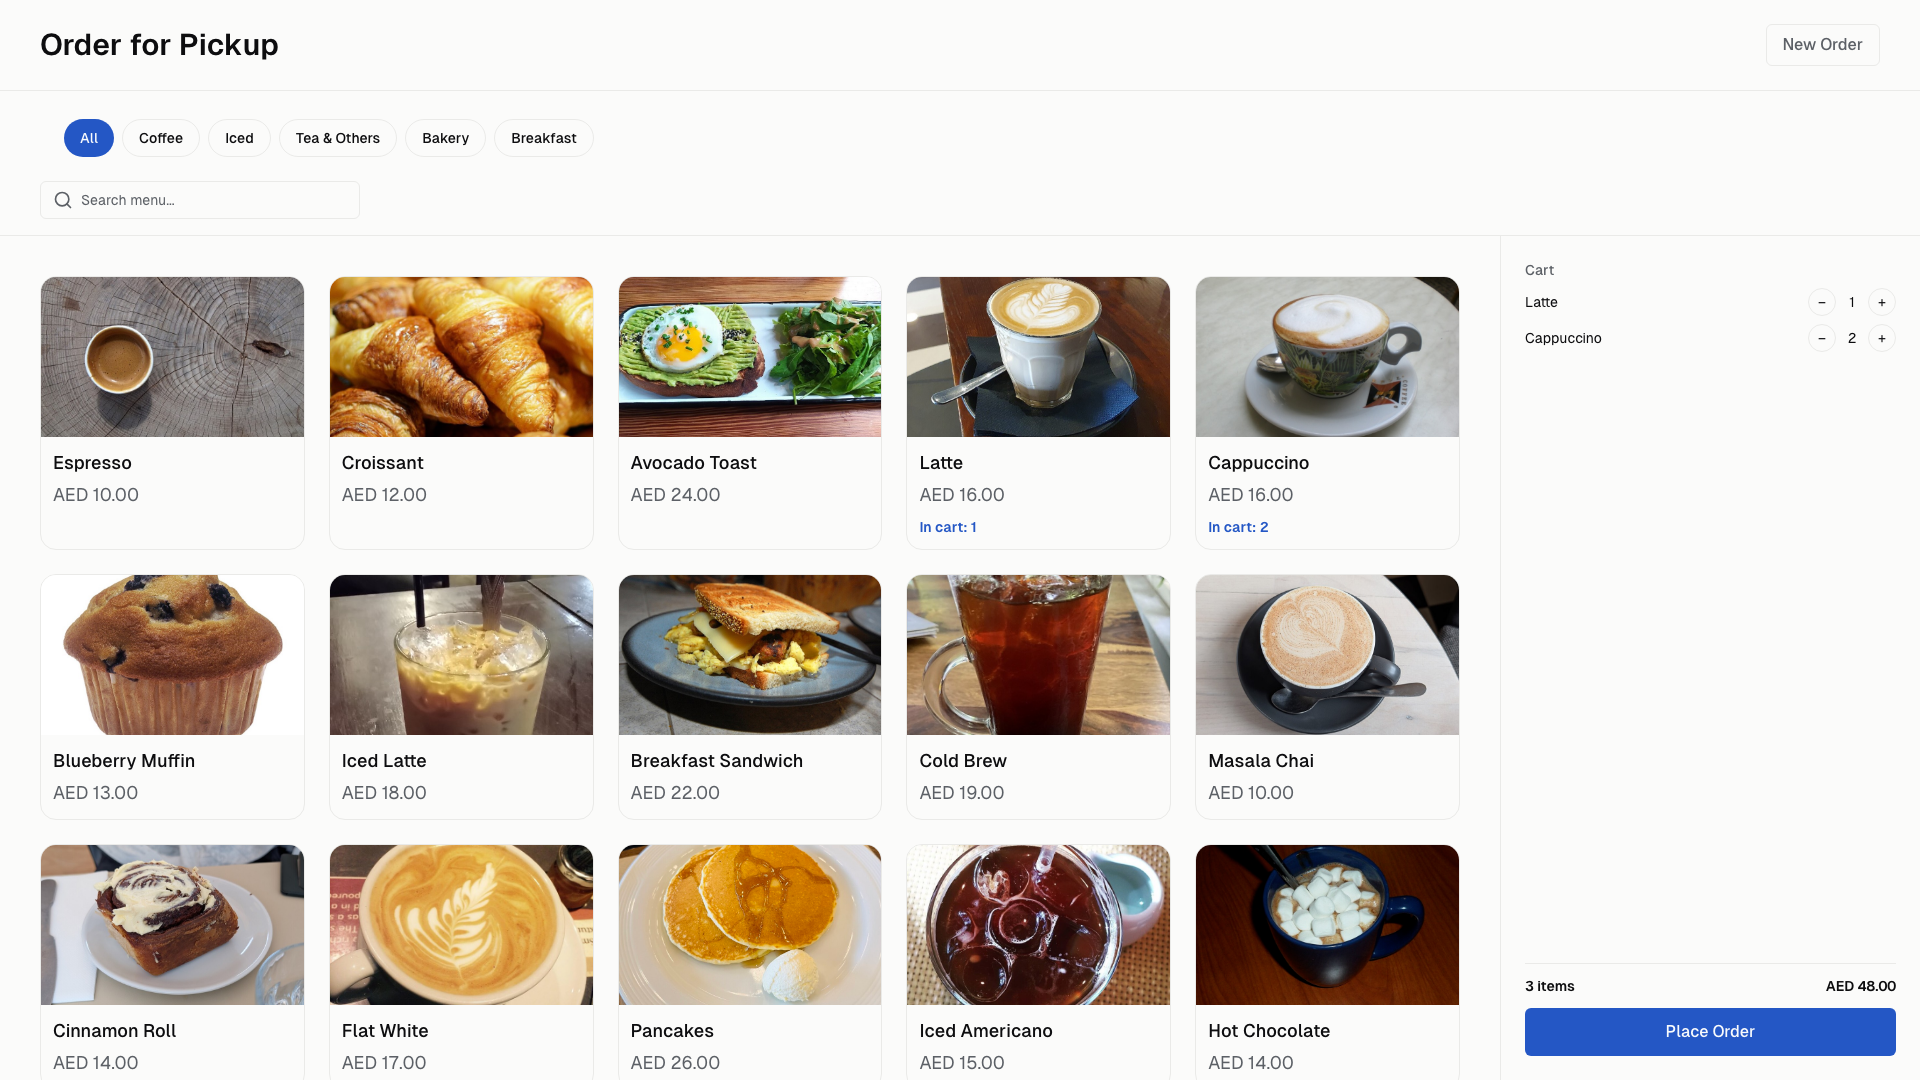 Order for Pickup
New Order
All
Coffee
Iced
Tea & Others
Bakery
Breakfast
Search menu…
Espresso
AED 10.00
Croissant
AED 12.00
Avocado Toast
AED 24.00
Latte
AED 16.00
In cart: 1
Cappuccino
AED 16.00
In cart: 2
Blueberry Muffin
AED 13.00
Iced Latte
AED 18.00
Breakfast Sandwich
AED 22.00
Cold Brew
AED 19.00
Masala Chai
AED 10.00
Cinnamon Roll
AED 14.00
Flat White
AED 17.00
Pancakes
AED 26.00
Iced Americano
AED 15.00
Hot Chocolate
AED 14.00
Cart
Latte
− 1 +
Cappuccino
− 2 +
3 items
AED 48.00
Place Order